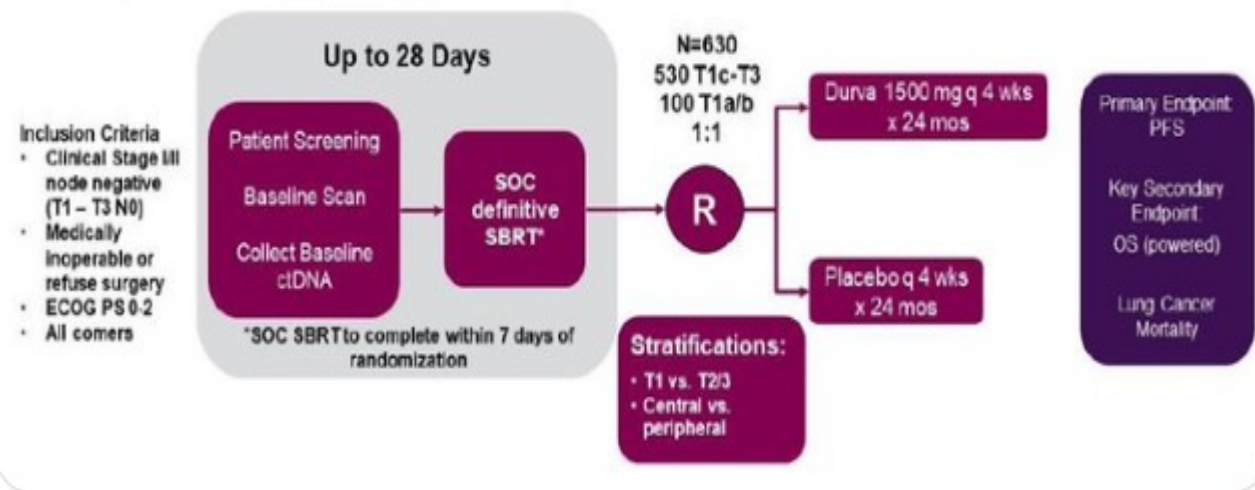 Inclusion Criteria
• Clinical Stage I/II
node negative
(T1 – T3 N0)
• Medically
inoperable or
refuse surgery
• ECOG PS 0-2
• All comers
Up to 28 Days
Patient Screening
Baseline Scan
Collect Baseline
ctDNA
SOC
definitive
SBRT*
*SOC SBRT to complete within 7 days of
randomization
N=630
530 T1c-T3
100 T1a/b
1:1
R
Stratifications:
• T1 vs. T2/3
• Central vs.
peripheral
Durva 1500 mg q 4 wks
x 24 mos
Placebo q 4 wks
x 24 mos
Primary Endpoint:
PFS
Key Secondary
Endpoint:
OS (powered)
Lung Cancer
Mortality